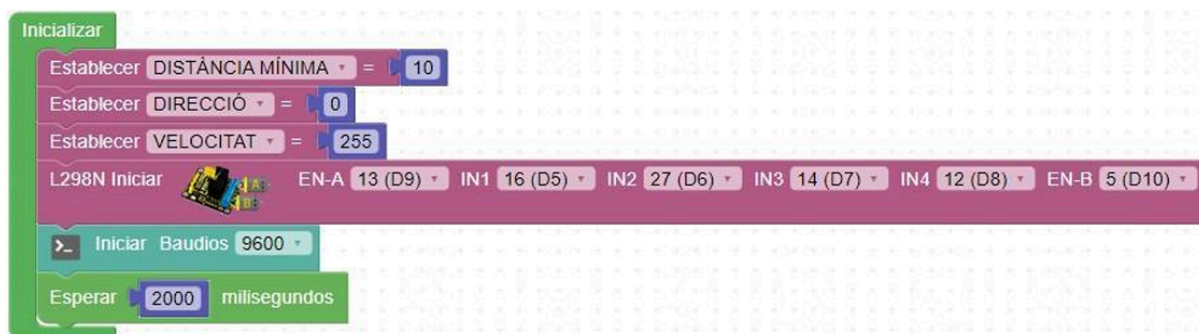 Inicializar
Establecer DISTÀNCIA MÍNIMA = 10
Establecer DIRECCIÓ = 0
Establecer VELOCITAT = 255
L298N Iniciar EN-A 13 (D9) IN1 16 (D5) IN2 27 (D6) IN3 14 (D7) IN4 12 (D8) EN-B 5 (D10)
>_ Iniciar Baudios 9600
Esperar 2000 milisegundos